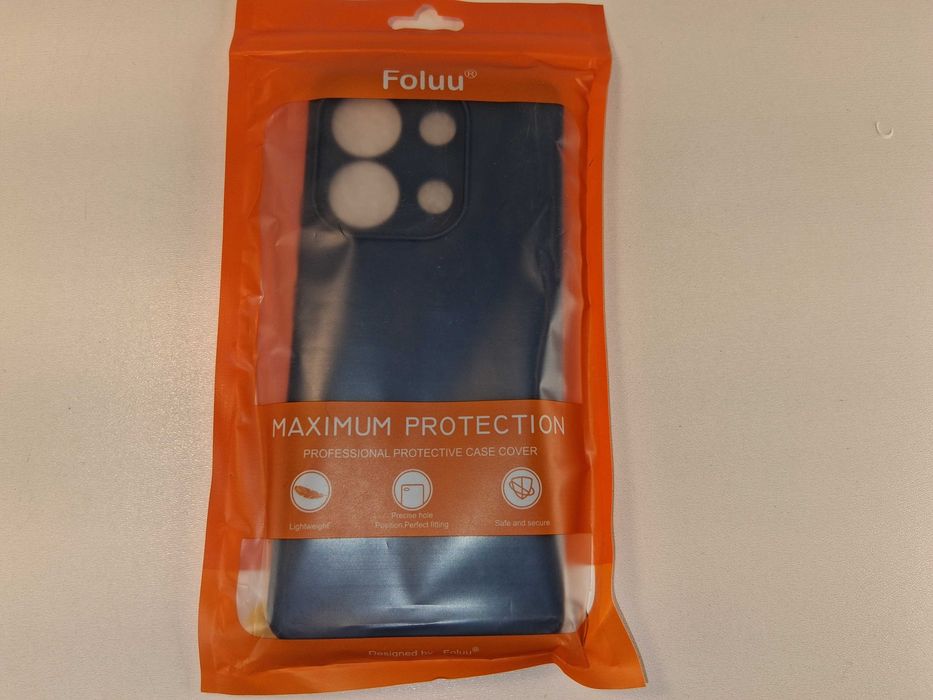 Foluu®
MAXIMUM PROTECTION
PROFESSIONAL PROTECTIVE CASE COVER
Lightweight
Precise hole
Position,Perfect fitting
Safe and secure
Designed by Foluu®